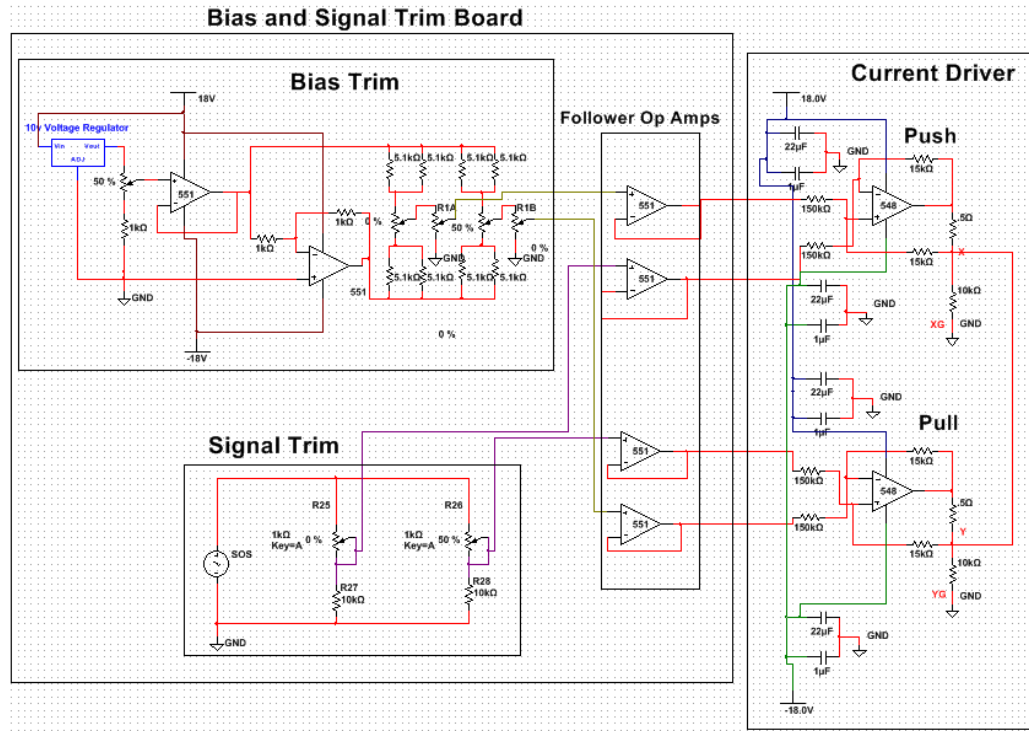 Bias and Signal Trim Board
Bias Trim
18V
10v Voltage Regulator
Vin
Vout
ADJ
50 %
551
1kΩ
GND
1kΩ
1kΩ
551
-18V
5.1kΩ
5.1kΩ
5.1kΩ
5.1kΩ
0 %
R1A
50 %
R1B
0 %
GND
GND
5.1kΩ
5.1kΩ
5.1kΩ
5.1kΩ
0 %
Follower Op Amps
551
551
551
551
Signal Trim
SOS
GND
R25
1kΩ
Key=A
0 %
R27
10kΩ
R26
1kΩ
Key=A
50 %
R28
10kΩ
Current Driver
18.0V
22µF
GND
1µF
Push
15kΩ
150kΩ
548
.5Ω
150kΩ
15kΩ
X
22µF
GND
1µF
10kΩ
XG
GND
22µF
GND
1µF
Pull
15kΩ
150kΩ
548
.5Ω
150kΩ
Y
15kΩ
10kΩ
YG
GND
22µF
GND
1µF
-18.0V